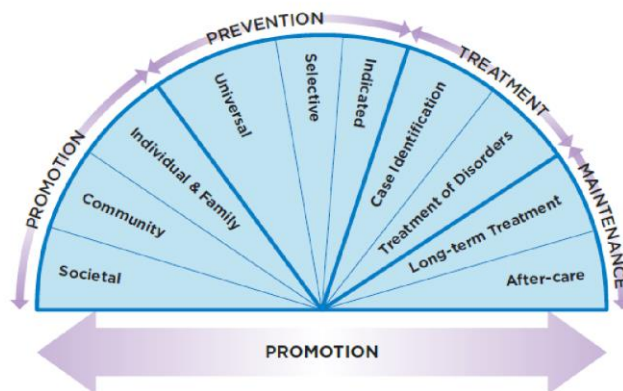 PROMOTION
PREVENTION
TREATMENT
MAINTENANCE
Societal
Community
Individual & Family
Universal
Selective
Indicated
Case Identification
Treatment of Disorders
Long-term Treatment
After-care
PROMOTION